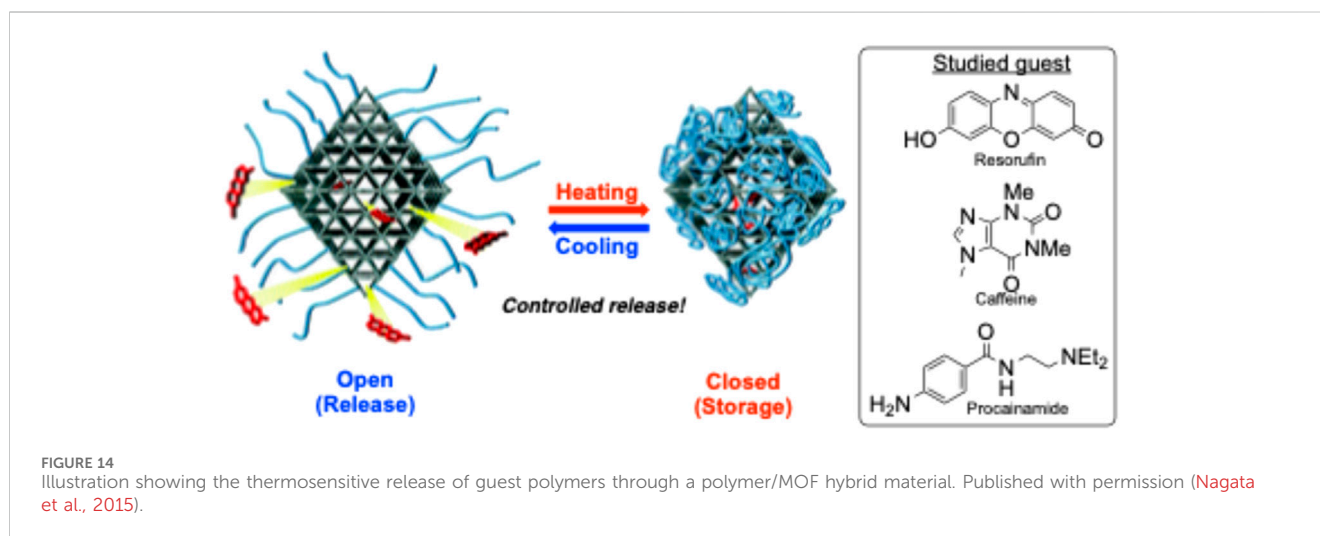 Studied guest
N
HO
O
O
Resorufin
Heating
Cooling
Controlled release!
Me
N
N
O
N
NMe
O
Caffeine
Open
(Release)
Closed
(Storage)
O
N
H
NEt2
H2N
Procainamide
FIGURE 14
Illustration showing the thermosensitive release of guest polymers through a polymer/MOF hybrid material. Published with permission (Nagata
et al., 2015).